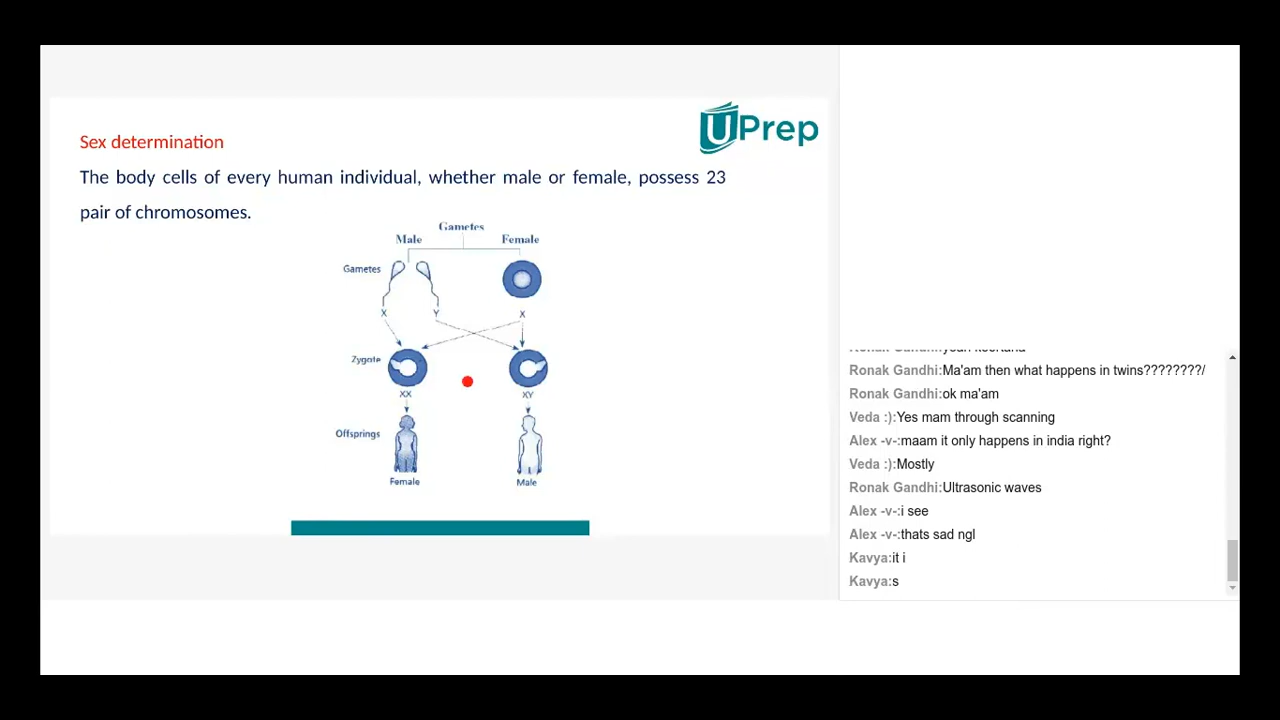 UPrep
Sex determination
The body cells of every human individual, whether male or female, possess 23
pair of chromosomes.
Gametes
Male Female
Gametes
X Y X
Zygate
XX XY
Offsprings
Female Male
Ronak Gandhi:
Ronak Gandhi:Ma'am then what happens in twins????????/
Ronak Gandhi:ok ma'am
Veda :):Yes mam through scanning
Alex -v-:maam it only happens in india right?
Veda :):Mostly
Ronak Gandhi:Ultrasonic waves
Alex -v-:i see
Alex -v-:thats sad ngl
Kavya:it i
Kavya:s